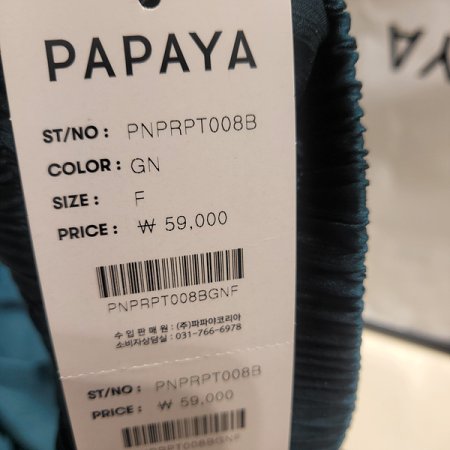 PAPAYA
ST/NO : PNPRPT008B
COLOR : GN
SIZE : F
PRICE : ₩ 59,000
PNPRPT008BGNF
수 입 판 매 원 : (주)파파야코리아
소비자상담실 : 031-766-6978
ST/NO : PNPRPT008B
PRICE : ₩ 59,000
PNPRPT008BGNF